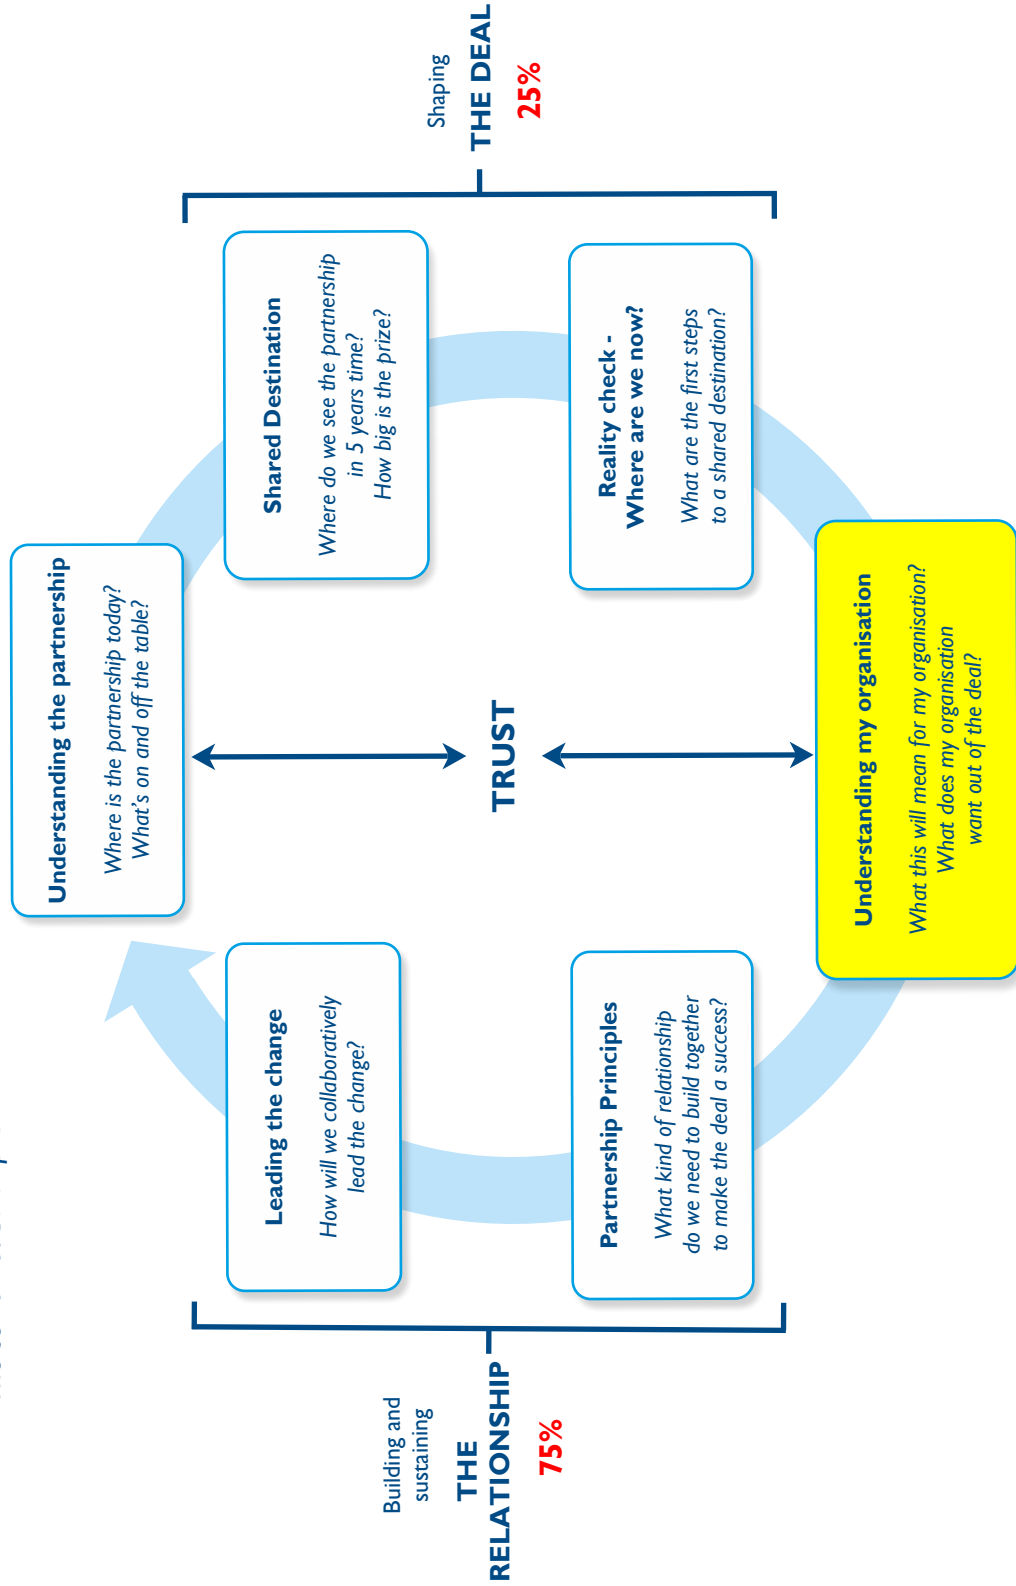 Understanding the partnership
Where is the partnership today?
What's on and off the table?
Shared Destination
Where do we see the partnership
in 5 years time?
How big is the prize?
Reality check -
Where are we now?
What are the first steps
to a shared destination?
Understanding my organisation
What this will mean for my organisation?
What does my organisation
want out of the deal?
Partnership Principles
What kind of relationship
do we need to build together
to make the deal a success?
Leading the change
How will we collaboratively
lead the change?
TRUST
Building and
sustaining
THE
RELATIONSHIP
75%
Shaping
THE DEAL
25%